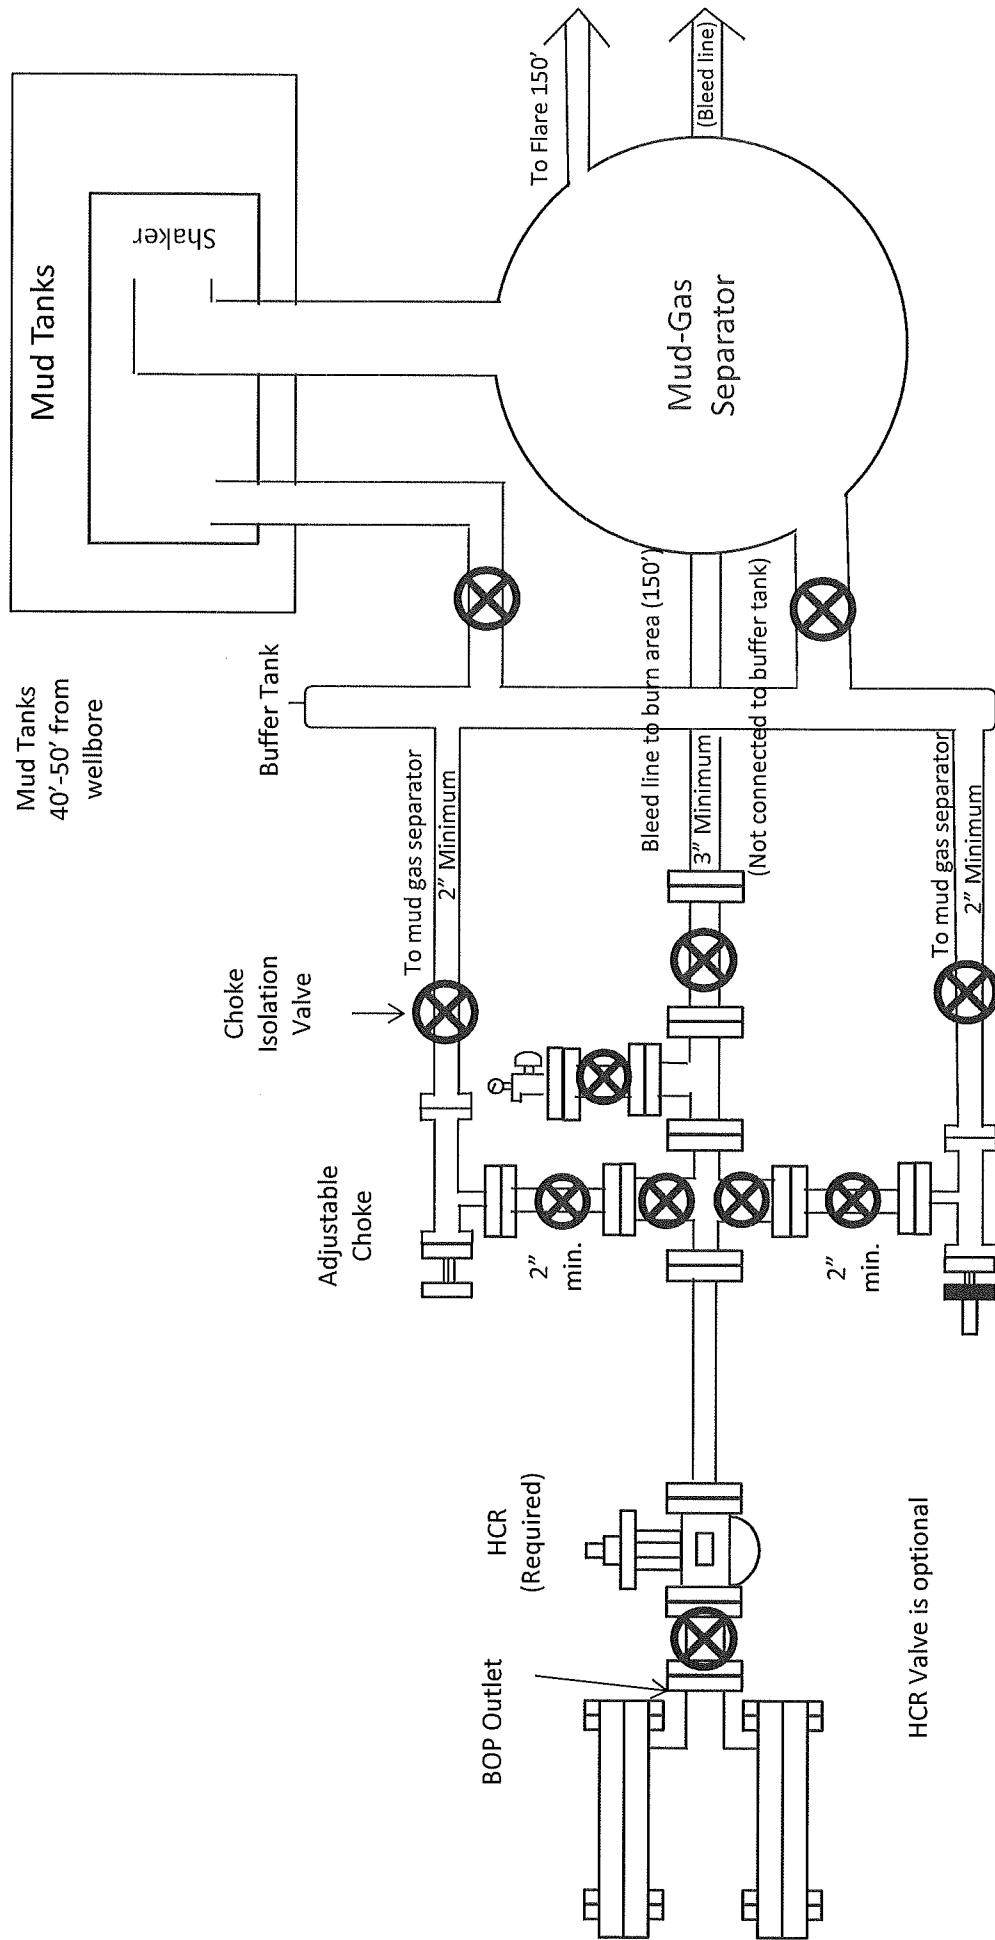 Mud Tanks
Shaker
Mud Tanks
40’-50’ from
wellbore
Buffer Tank
To Flare 150’
(Bleed line)
Mud-Gas
Separator
Choke
Isolation
Valve
To mud gas separator
2” Minimum
Bleed line to burn area (150’)
3” Minimum
(Not connected to buffer tank)
To mud gas separator
2” Minimum
Adjustable
Choke
2”
min.
2”
min.
HCR
(Required)
BOP Outlet
HCR Valve is optional